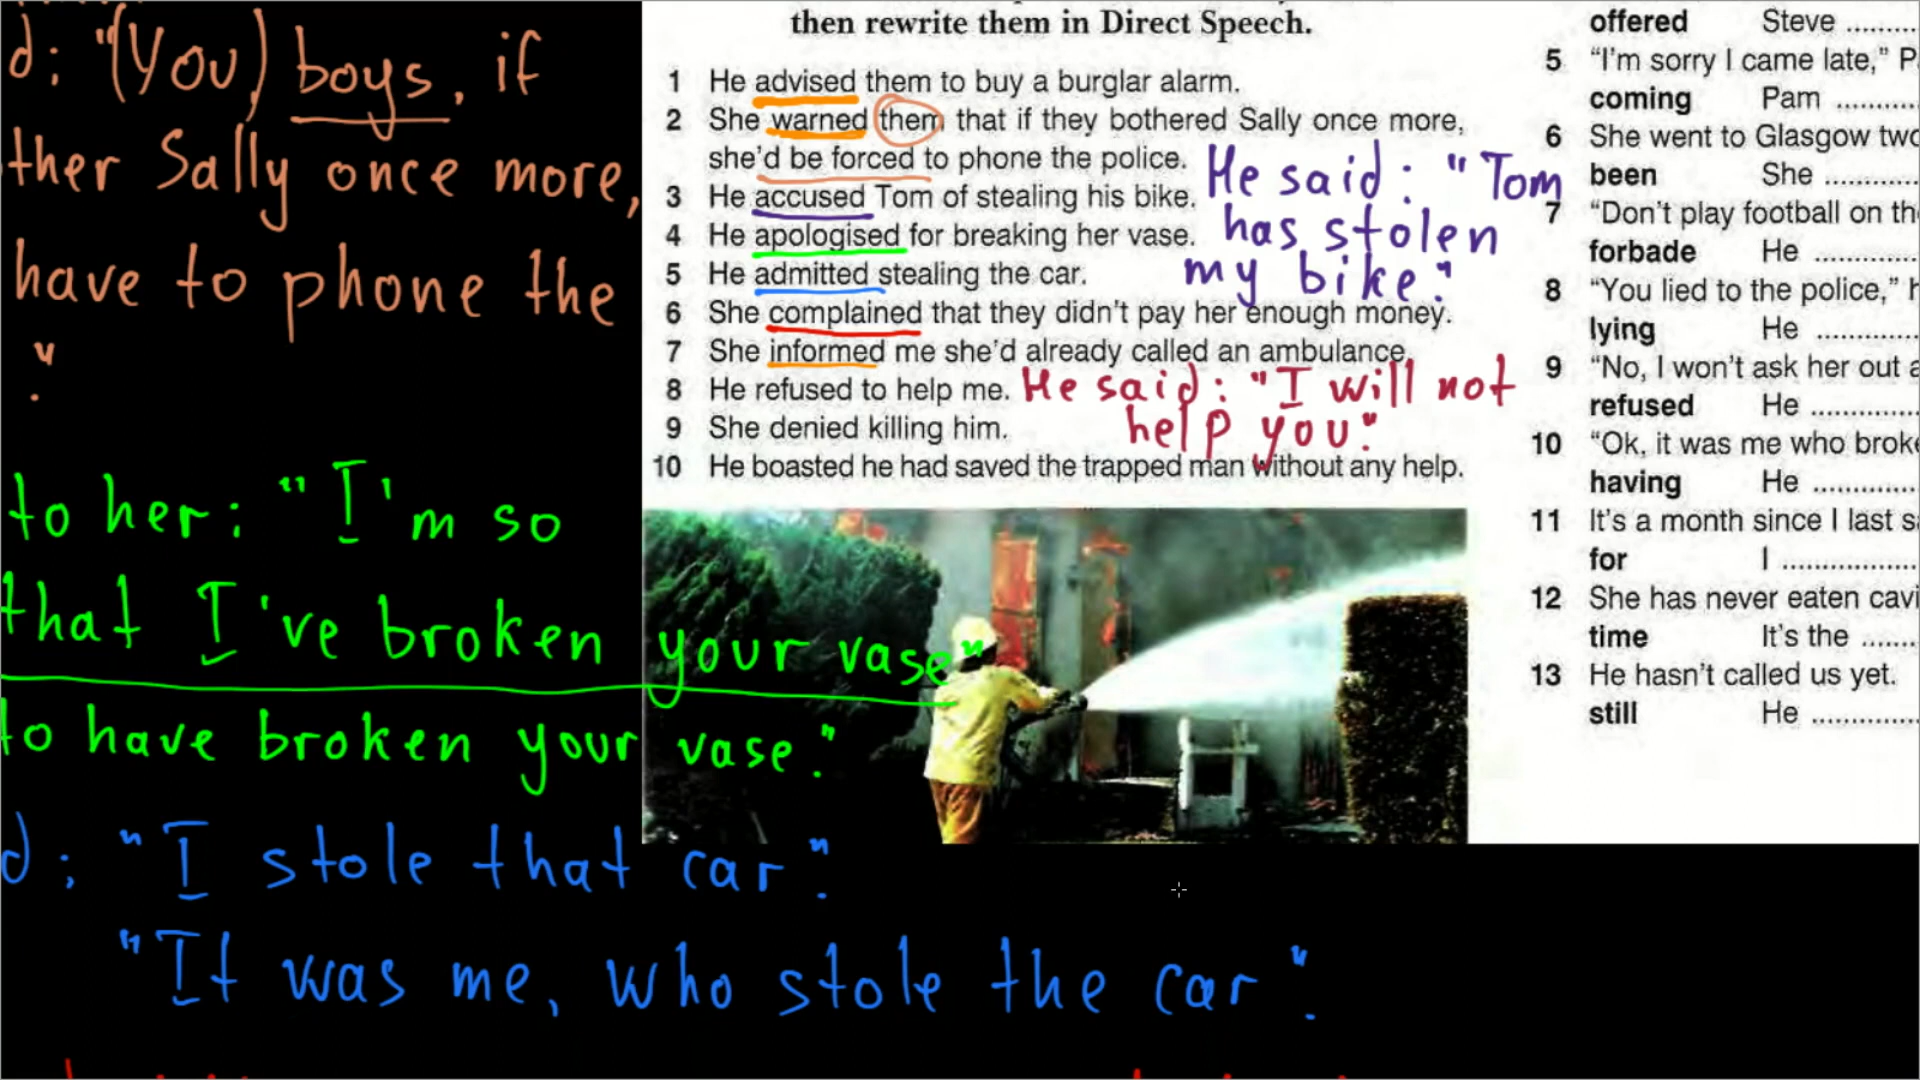 d: "(You) boys, if
ther Sally once more,
have to phone the
."
to her: "I'm so
that I've broken your vase"
to have broken your vase."
d: "I stole that car".
"It was me, who stole the car".
then rewrite them in Direct Speech.
1 He advised them to buy a burglar alarm.
2 She warned them that if they bothered Sally once more,
she'd be forced to phone the police.
3 He accused Tom of stealing his bike.
4 He apologised for breaking her vase.
5 He admitted stealing the car.
6 She complained that they didn't pay her enough money.
7 She informed me she'd already called an ambulance.
8 He refused to help me.
9 She denied killing him.
10 He boasted he had saved the trapped man without any help.
He said: "Tom
has stolen
my bike".
He said: "I will not
help you".
offered Steve ........
5 "I'm sorry I came late," P
coming Pam .........
6 She went to Glasgow two
been She ..........
7 "Don't play football on th
forbade He ...........
8 "You lied to the police," h
lying He ...........
9 "No, I won't ask her out a
refused He ............
10 "Ok, it was me who broke
having He ...........
11 It's a month since I last s
for I ..............
12 She has never eaten cavi
time It's the ......
13 He hasn't called us yet.
still He ............